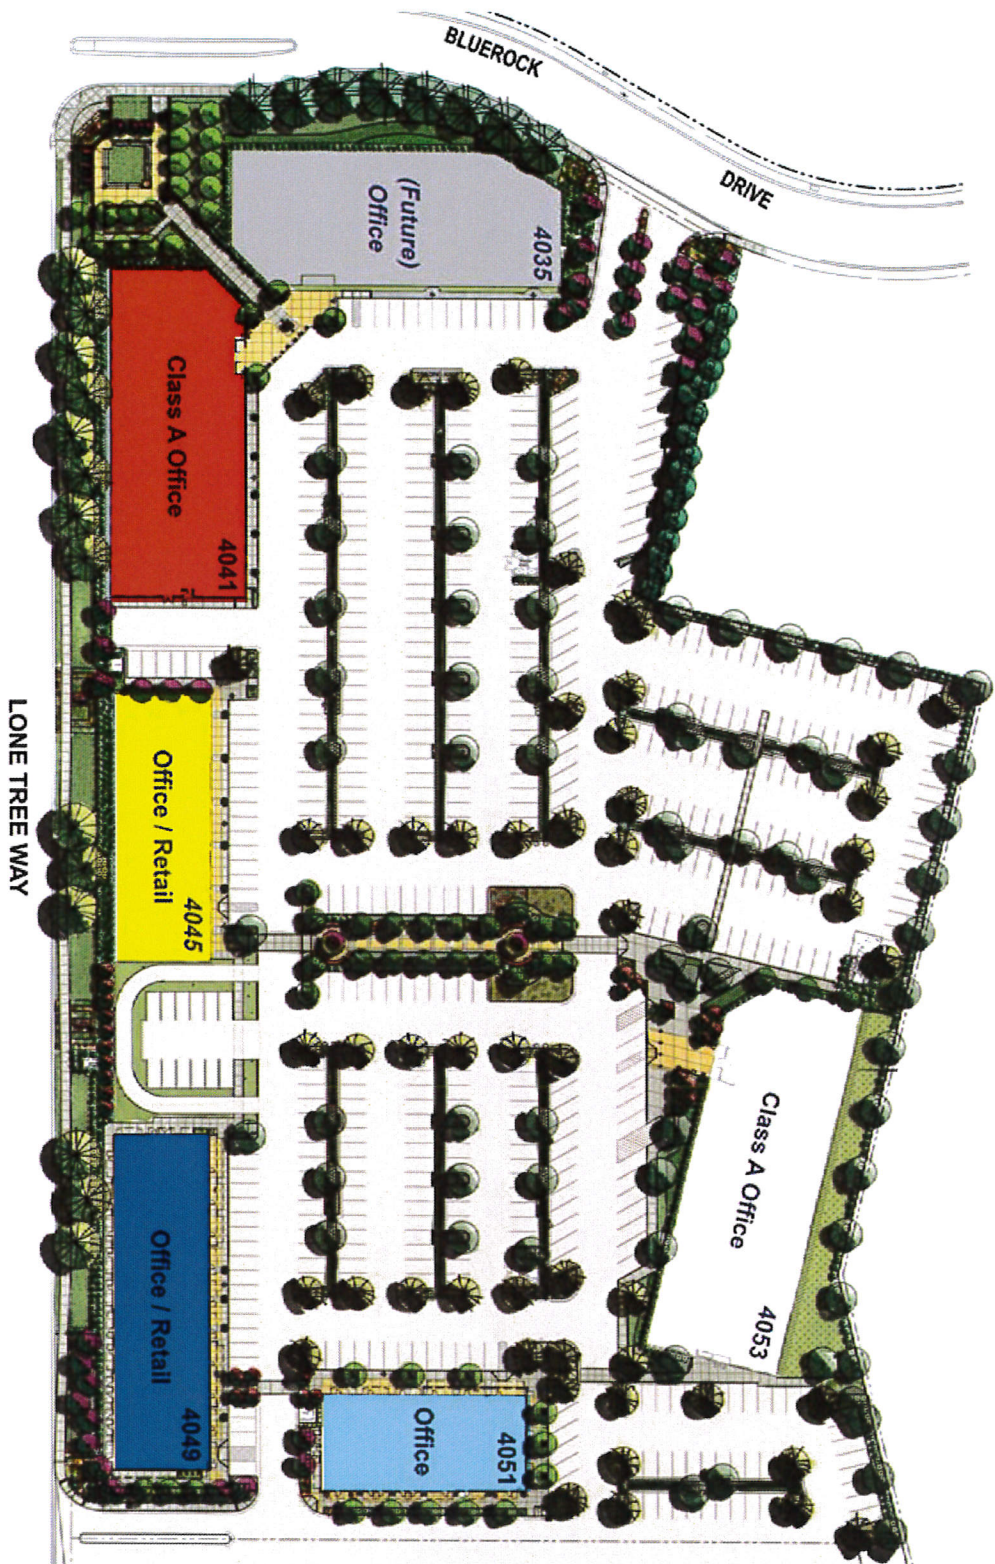 BLUEROCK
DRIVE
(Future)
Office
4035
Class A Office
4041
Office / Retail
4045
LONE TREE WAY
Class A Office
4053
Office / Retail
4049
Office
4051